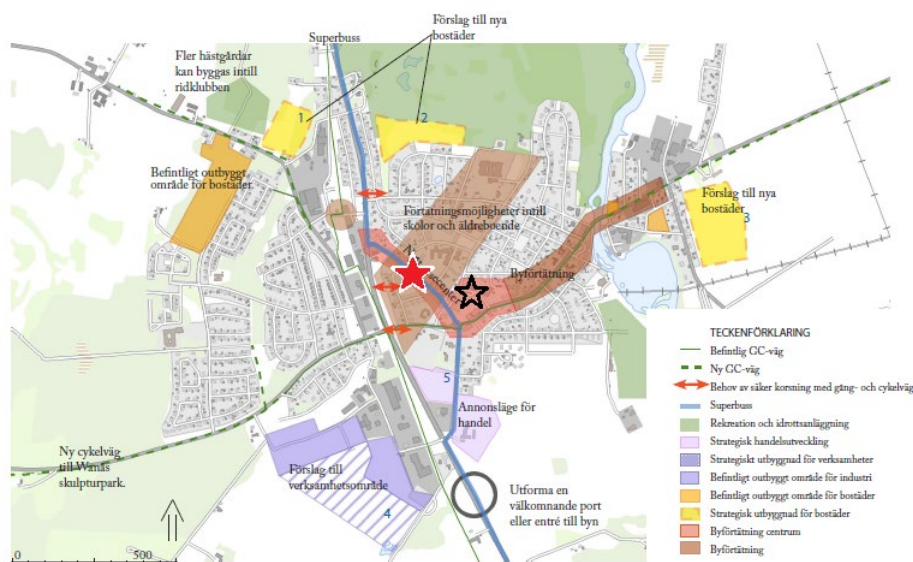 Förslag till nya
bostäder
Superbuss
Fler hästgårdar
kan byggas intill
ridklubben
1
2
Befintligt outbyggt
område för bostäder
Förtätningsmöjligheter intill
skolor och äldreboende
Förslag till nya
bostäder
3
Byförtätning
5
Annonsläge för
handel
Ny cykelväg
till Wanås
skulpturpark.
Förslag till
verksamhetsområde
4
Utforma en
välkomnande port
eller entré till byn
0
500
TECKENFÖRKLARING
Befintlig GC-väg
Ny GC-väg
Behov av säker korsning med gång- och cykelväg
Superbuss
Rekreation och idrottsanläggning
Strategisk handelsutveckling
Strategiskt utbyggnad för verksamheter
Befintligt outbyggt område för industri
Befintligt outbyggt område för bostäder
Strategisk utbyggnad för bostäder
Byförtätning centrum
Byförtätning